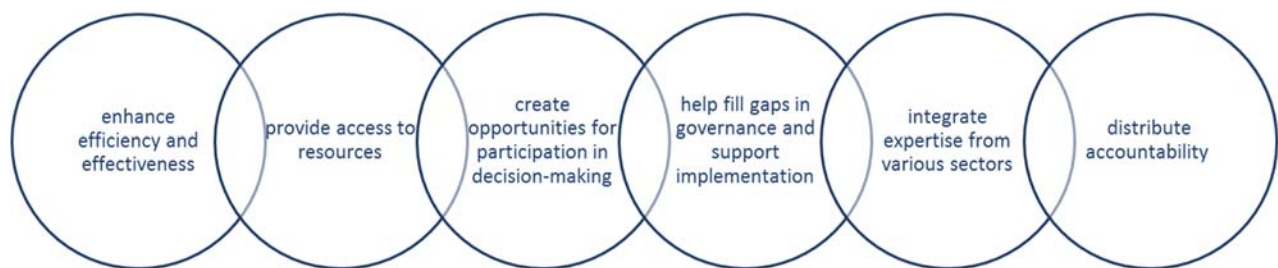 enhance
efficiency and
effectiveness
provide access to
resources
create
opportunities for
participation in
decision-making
help fill gaps in
governance and
support
implementation
integrate
expertise from
various sectors
distribute
accountability